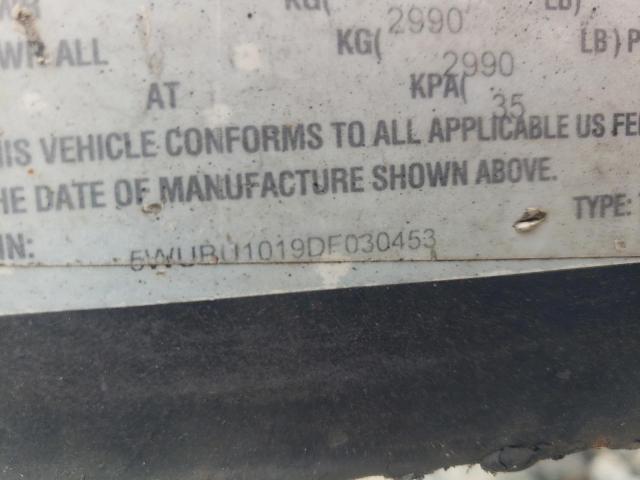 KG( 2990 LB)
WR ALL KG( 2990 LB) P
AT KPA( 35
HIS VEHICLE CONFORMS TO ALL APPLICABLE US FE
HE DATE OF MANUFACTURE SHOWN ABOVE.
IN: 5WUBU1019DF030453 TYPE: